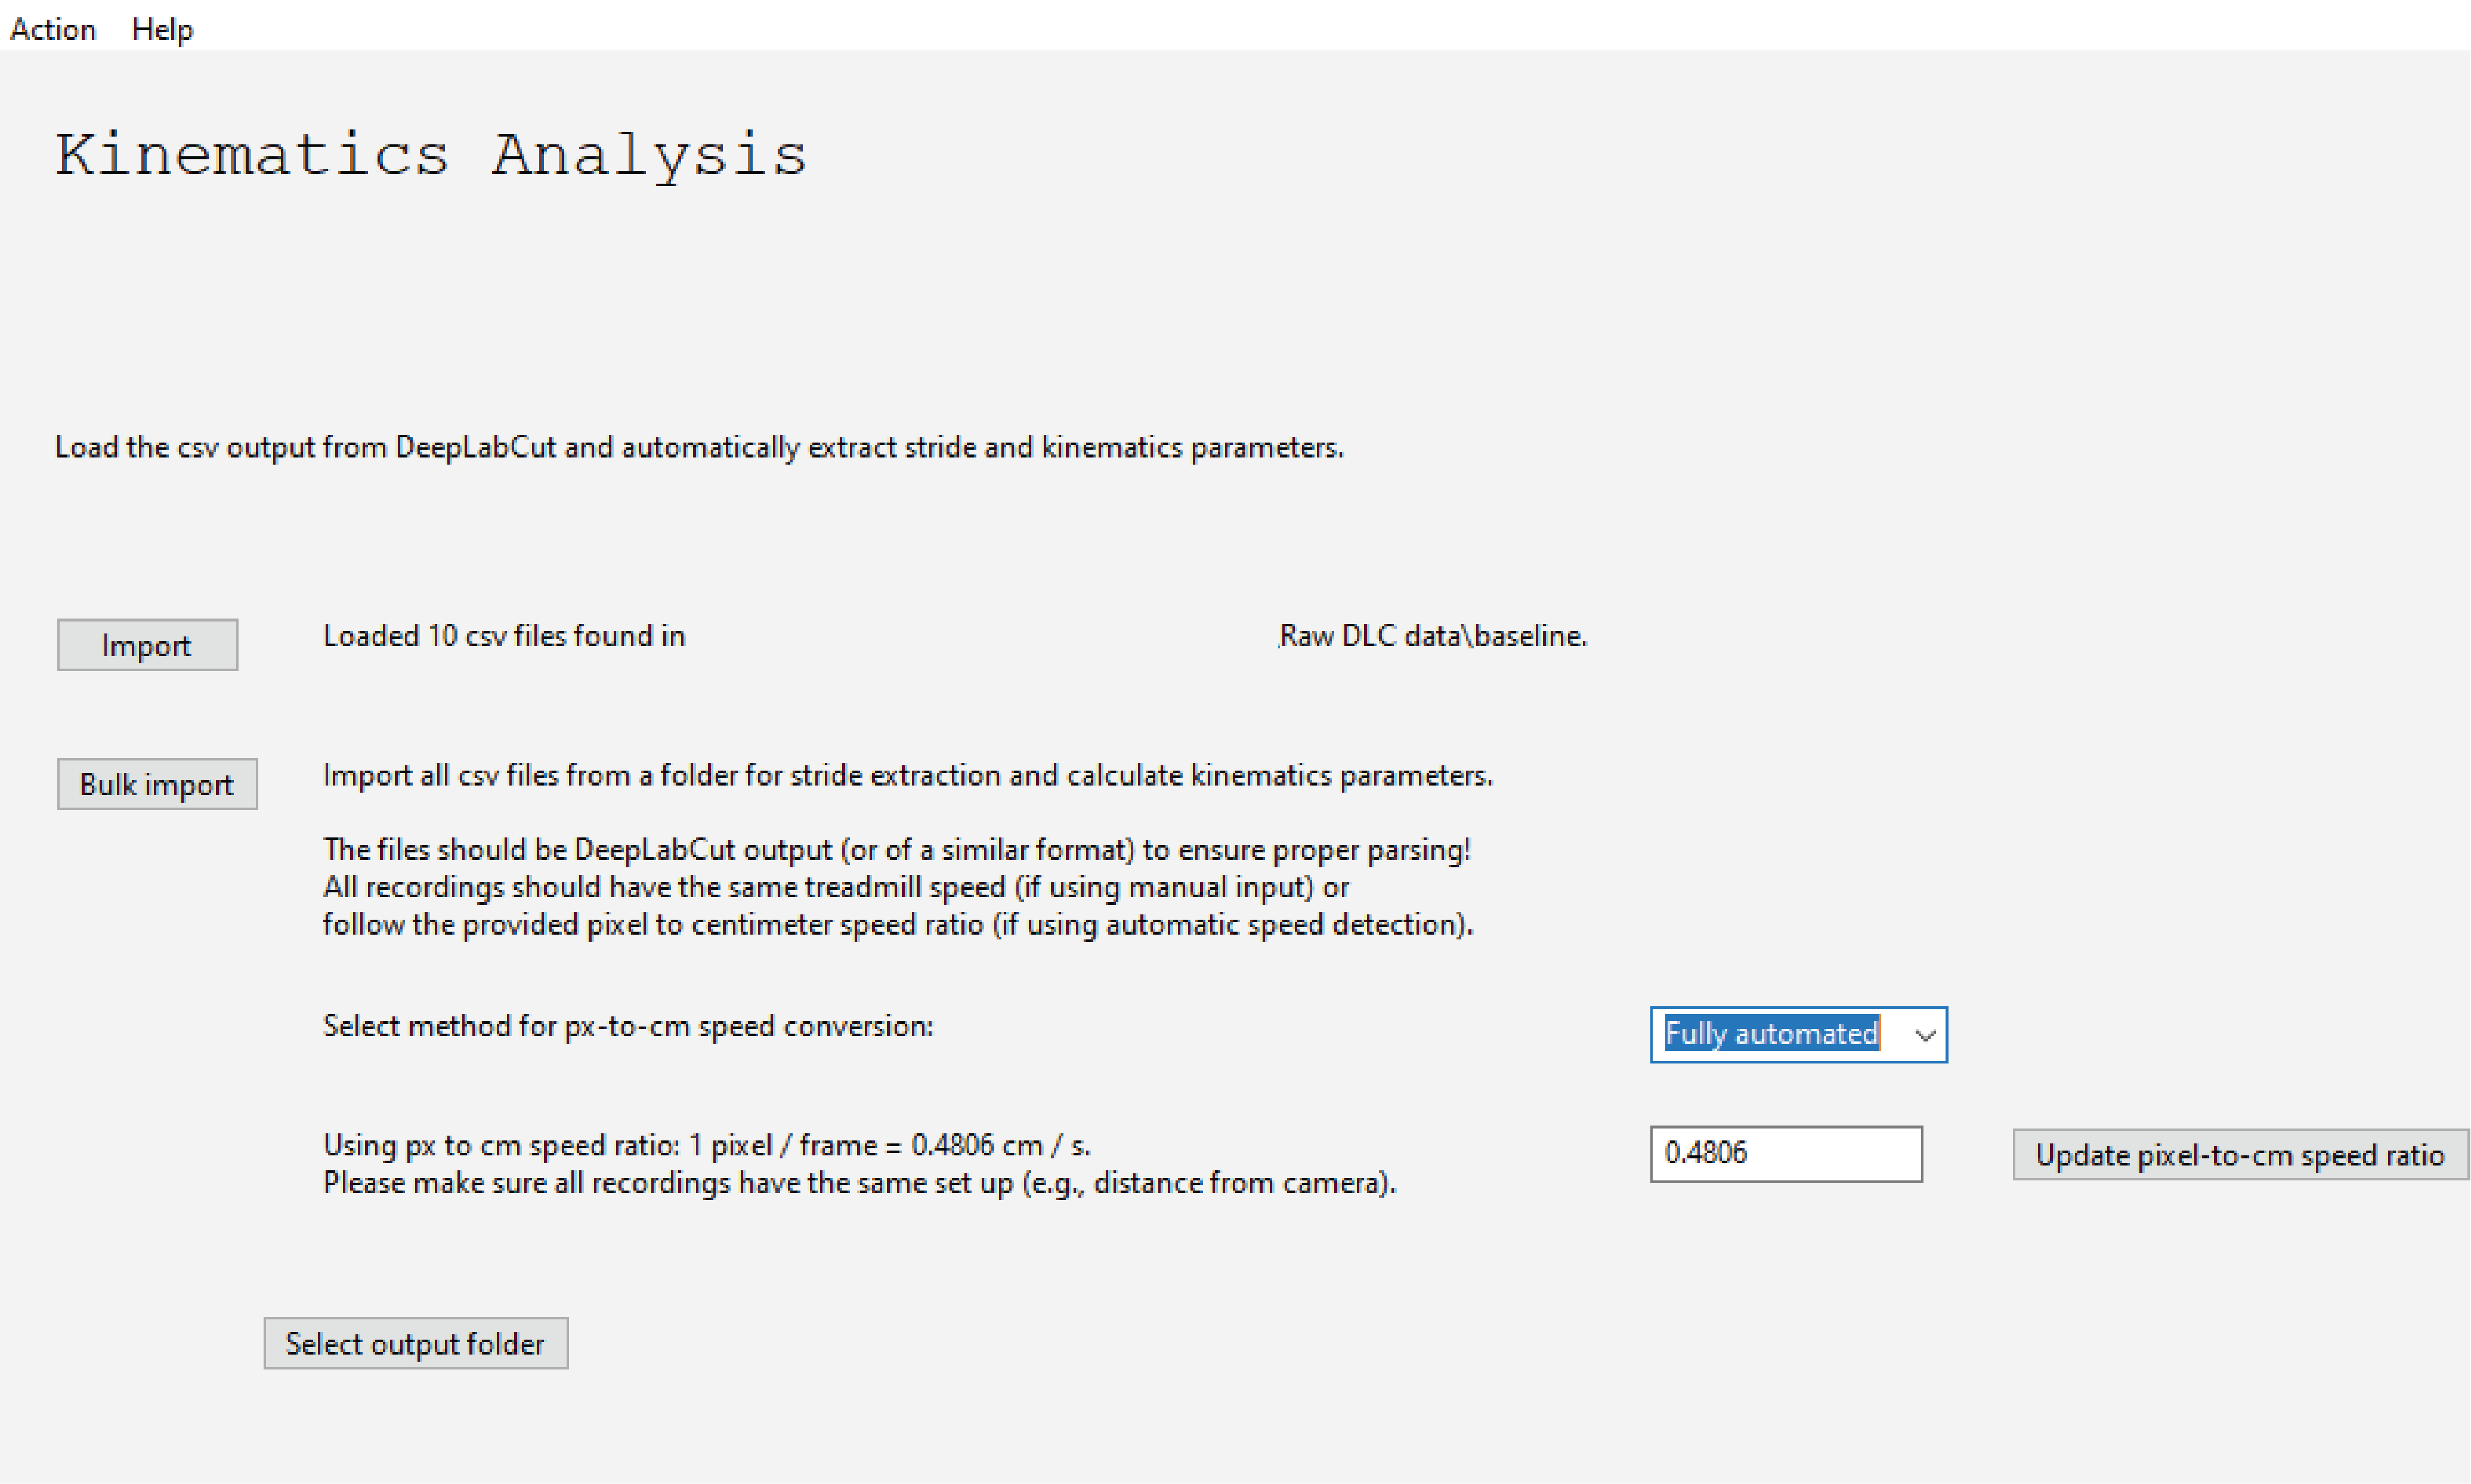 Action Help
Kinematics Analysis
Load the csv output from DeepLabCut and automatically extract stride and kinematics parameters.
Import Loaded 10 csv files found in Raw DLC data\baseline.
Bulk import Import all csv files from a folder for stride extraction and calculate kinematics parameters.
The files should be DeepLabCut output (or of a similar format) to ensure proper parsing!
All recordings should have the same treadmill speed (if using manual input) or
follow the provided pixel to centimeter speed ratio (if using automatic speed detection).
Select method for px-to-cm speed conversion: Fully automated
Using px to cm speed ratio: 1 pixel / frame = 0.4806 cm / s. 0.4806 Update pixel-to-cm speed ratio
Please make sure all recordings have the same set up (e.g., distance from camera).
Select output folder